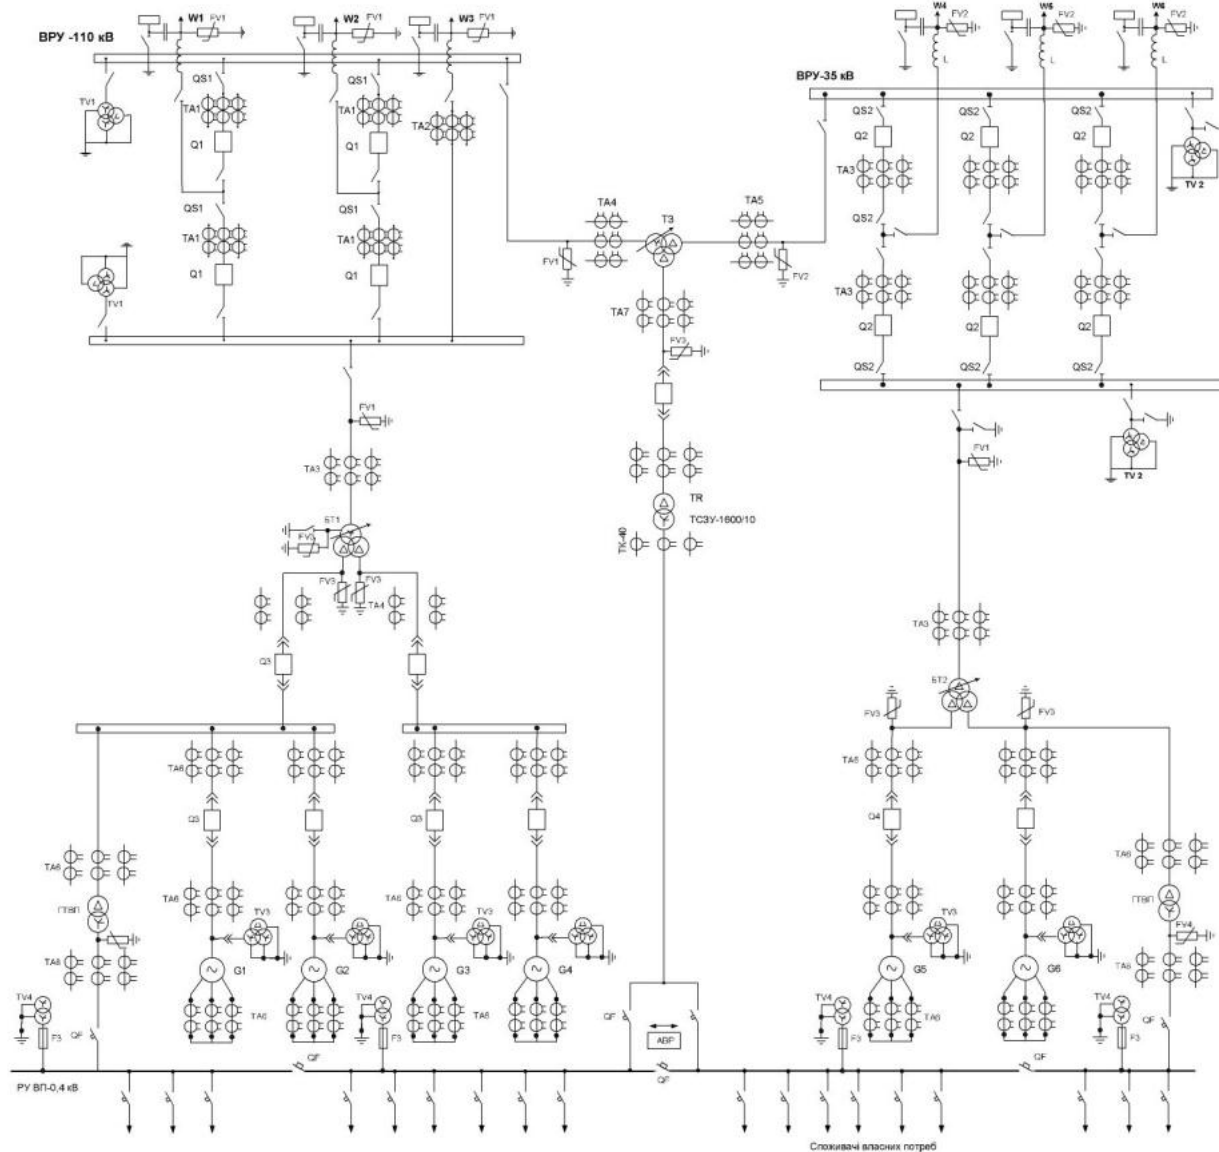 W1 FV1 W2 FV1 W3 FV1
W4 FV2 W5 FV2 W6 FV2
ВРУ -110 кВ
L L L
ВРУ-35 кВ
QS1 QS1
TV1 TA1 TA1 TA2
QS2 QS2 QS2
Q1 Q1
Q2 Q2 Q2
TA3
TV 2
QS1 QS1
TA4 T3 TA5
QS2
TA1 TA1
FV1 FV2
Q1 Q1
TV1
TA3
TA7
Q2 Q2 Q2
FV3
QS2 QS2 QS2
FV1
FV1
TA3
TV 2
TR
БТ1
ТСЗУ-1600/10
ТК-40
FV3 FV3
TA4
TA3
Q3
БТ2
FV3 FV3
TA6
TA6
Q3 Q3
Q4
TA6
TA6 TA6
TA6
ПТВП
ПТВП
TV3 TV3
TV3
FV4
TA8
G1 G2 G3 G4
G5 G6
TA6
TV4 TV4
TV4 TV4
TA6 TA6
TA6
QF QF QF
F3 F3
АВР
F3 F3
QF QF QF
РУ ВП-0,4 кВ
Споживачі власних потреб